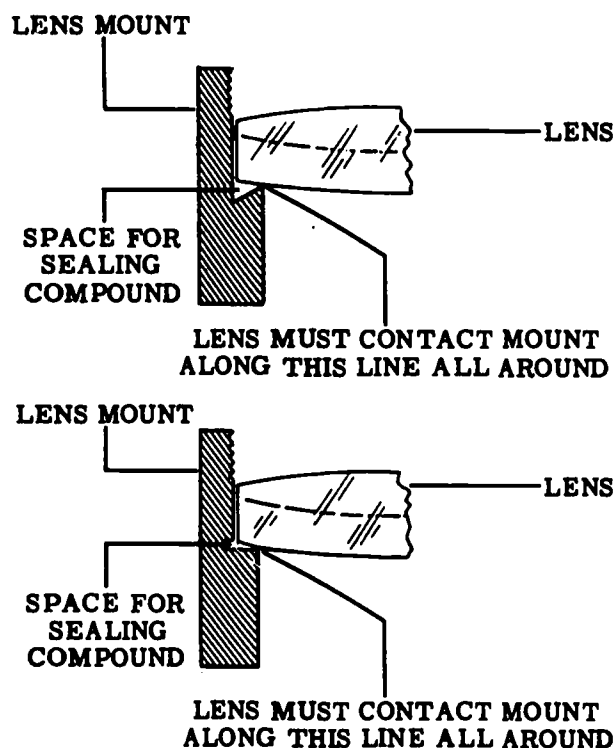 LENS MOUNT
LENS
SPACE FOR
SEALING
COMPOUND
LENS MUST CONTACT MOUNT
ALONG THIS LINE ALL AROUND
LENS MOUNT
LENS
SPACE FOR
SEALING
COMPOUND
LENS MUST CONTACT MOUNT
ALONG THIS LINE ALL AROUND